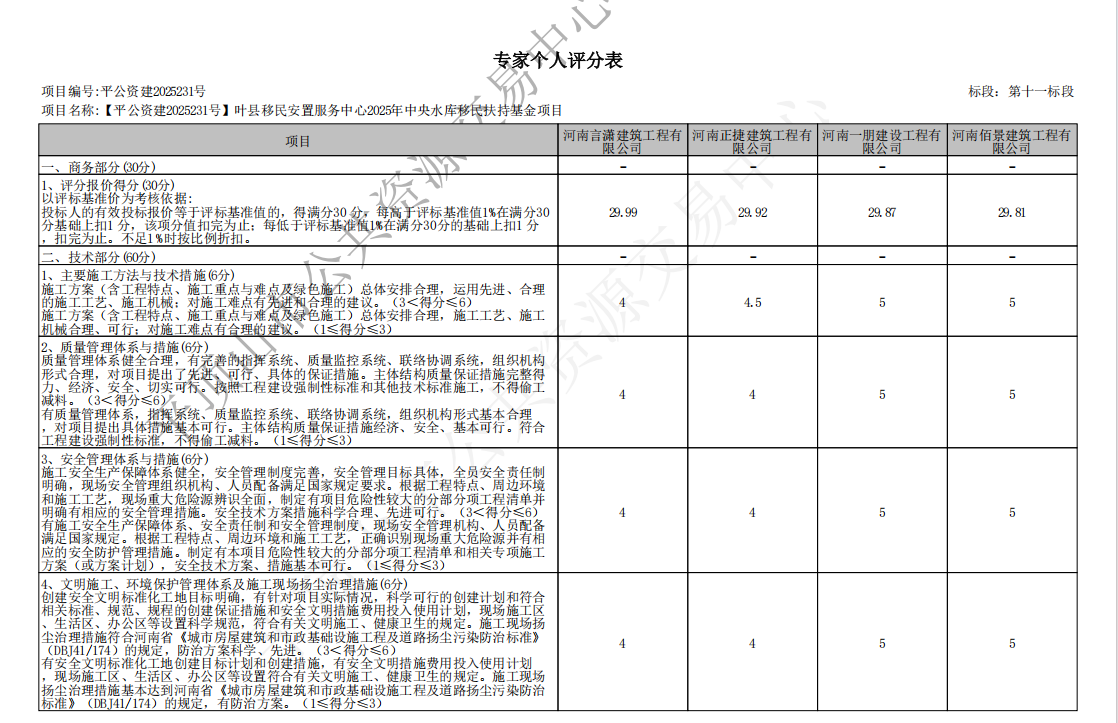 专家个人评分表
项目编号:平公资建2025231号
标段：第十一标段
项目名称:【平公资建2025231号】叶县移民安置服务中心2025年中央水库移民扶持基金项目
项目
河南言潇建筑工程有
限公司
河南正捷建筑工程有
限公司
河南一朋建设工程有
限公司
河南佰景建筑工程有
限公司
一、商务部分(30分)
-
-
-
-
1、评分报价得分(30分)
以评标基准价为考核依据:
投标人的有效投标报价等于评标基准值的，得满分30分，每高于评标基准值1%在满分30
分基础上扣1分，该项分值扣完为止；每低于评标基准值1%在满分30分的基础上扣1分
，扣完为止。不足1%时按比例折扣。
29.99
29.92
29.87
29.81
二、技术部分(60分)
-
-
-
-
1、主要施工方法与技术措施(6分)
施工方案（含工程特点、施工重点与难点及绿色施工）总体安排合理，运用先进、合理
的施工工艺、施工机械；对施工难点有先进和合理的建议。（3＜得分≤6）
施工方案（含工程特点、施工重点与难点及绿色施工）总体安排合理，施工工艺、施工
机械合理、可行；对施工难点有合理的建议。（1≤得分≤3）
4
4.5
5
5
2、质量管理体系与措施(6分)
质量管理体系健全合理，有完善的指挥系统、质量监控系统、联络协调系统，组织机构
形式合理，对项目提出了先进、可行、具体的保证措施。主体结构质量保证措施完整得
力、经济、安全、切实可行。按照工程建设强制性标准和其他技术标准施工，不得偷工
减料。（3＜得分≤6）
有质量管理体系，指挥系统、质量监控系统、联络协调系统，组织机构形式基本合理
，对项目提出具体措施基本可行。主体结构质量保证措施经济、安全、基本可行。符合
工程建设强制性标准，不得偷工减料。（1≤得分≤3）
4
4
5
5
3、安全管理体系与措施(6分)
施工安全生产保障体系健全，安全管理制度完善，安全管理目标具体，全员安全责任制
明确，现场安全管理组织机构、人员配备满足国家规定要求。根据工程特点、周边环境
和施工工艺，现场重大危险源辨识全面，制定有项目危险性较大的分部分项工程清单并
明确有相应的安全管理措施。安全技术方案措施科学合理、先进可行。（3＜得分≤6）
有施工安全生产保障体系、安全责任制和安全管理制度，现场安全管理机构、人员配备
满足国家规定。根据工程特点、周边环境和施工工艺，正确识别现场重大危险源并有相
应的安全防护管理措施。制定有本项目危险性较大的分部分项工程清单和相关专项施工
方案（或方案计划），安全技术方案、措施基本可行。（1≤得分≤3）
4
4
5
5
4、文明施工、环境保护管理体系及施工现场扬尘治理措施(6分)
创建安全文明标准化工地目标明确，有针对项目实际情况，科学可行的创建计划和符合
相关标准、规范、规程的创建保证措施和安全文明措施费用投入使用计划，现场施工区
、生活区、办公区等设置科学规范，符合有关文明施工、健康卫生的规定。施工现场扬
尘治理措施符合河南省《城市房屋建筑和市政基础设施工程及道路扬尘污染防治标准》
（DBJ41/174）的规定，防治方案科学、先进。（3＜得分≤6）
有安全文明标准化工地创建目标计划和创建措施，有安全文明措施费用投入使用计划
，现场施工区、生活区、办公区等设置符合有关文明施工、健康卫生的规定。施工现场
扬尘治理措施基本达到河南省《城市房屋建筑和市政基础设施工程及道路扬尘污染防治
标准》（DBJ41/174）的规定，有防治方案。（1≤得分≤3）
4
4
5
5
平顶山市公共资源交易中心
公共资源交易中心